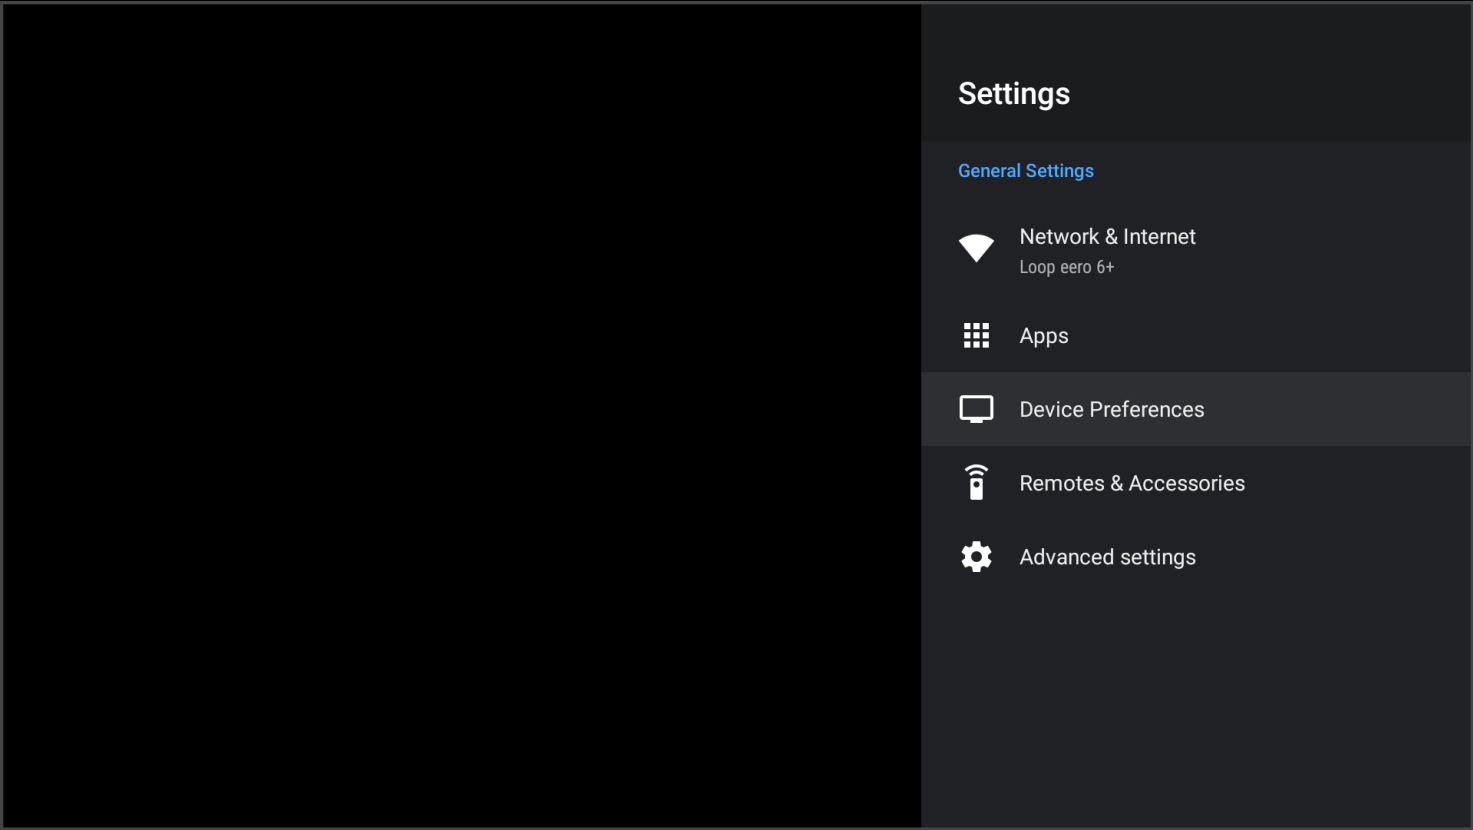 Settings
General Settings
Network & Internet
Loop eero 6+
Apps
Device Preferences
Remotes & Accessories
Advanced settings